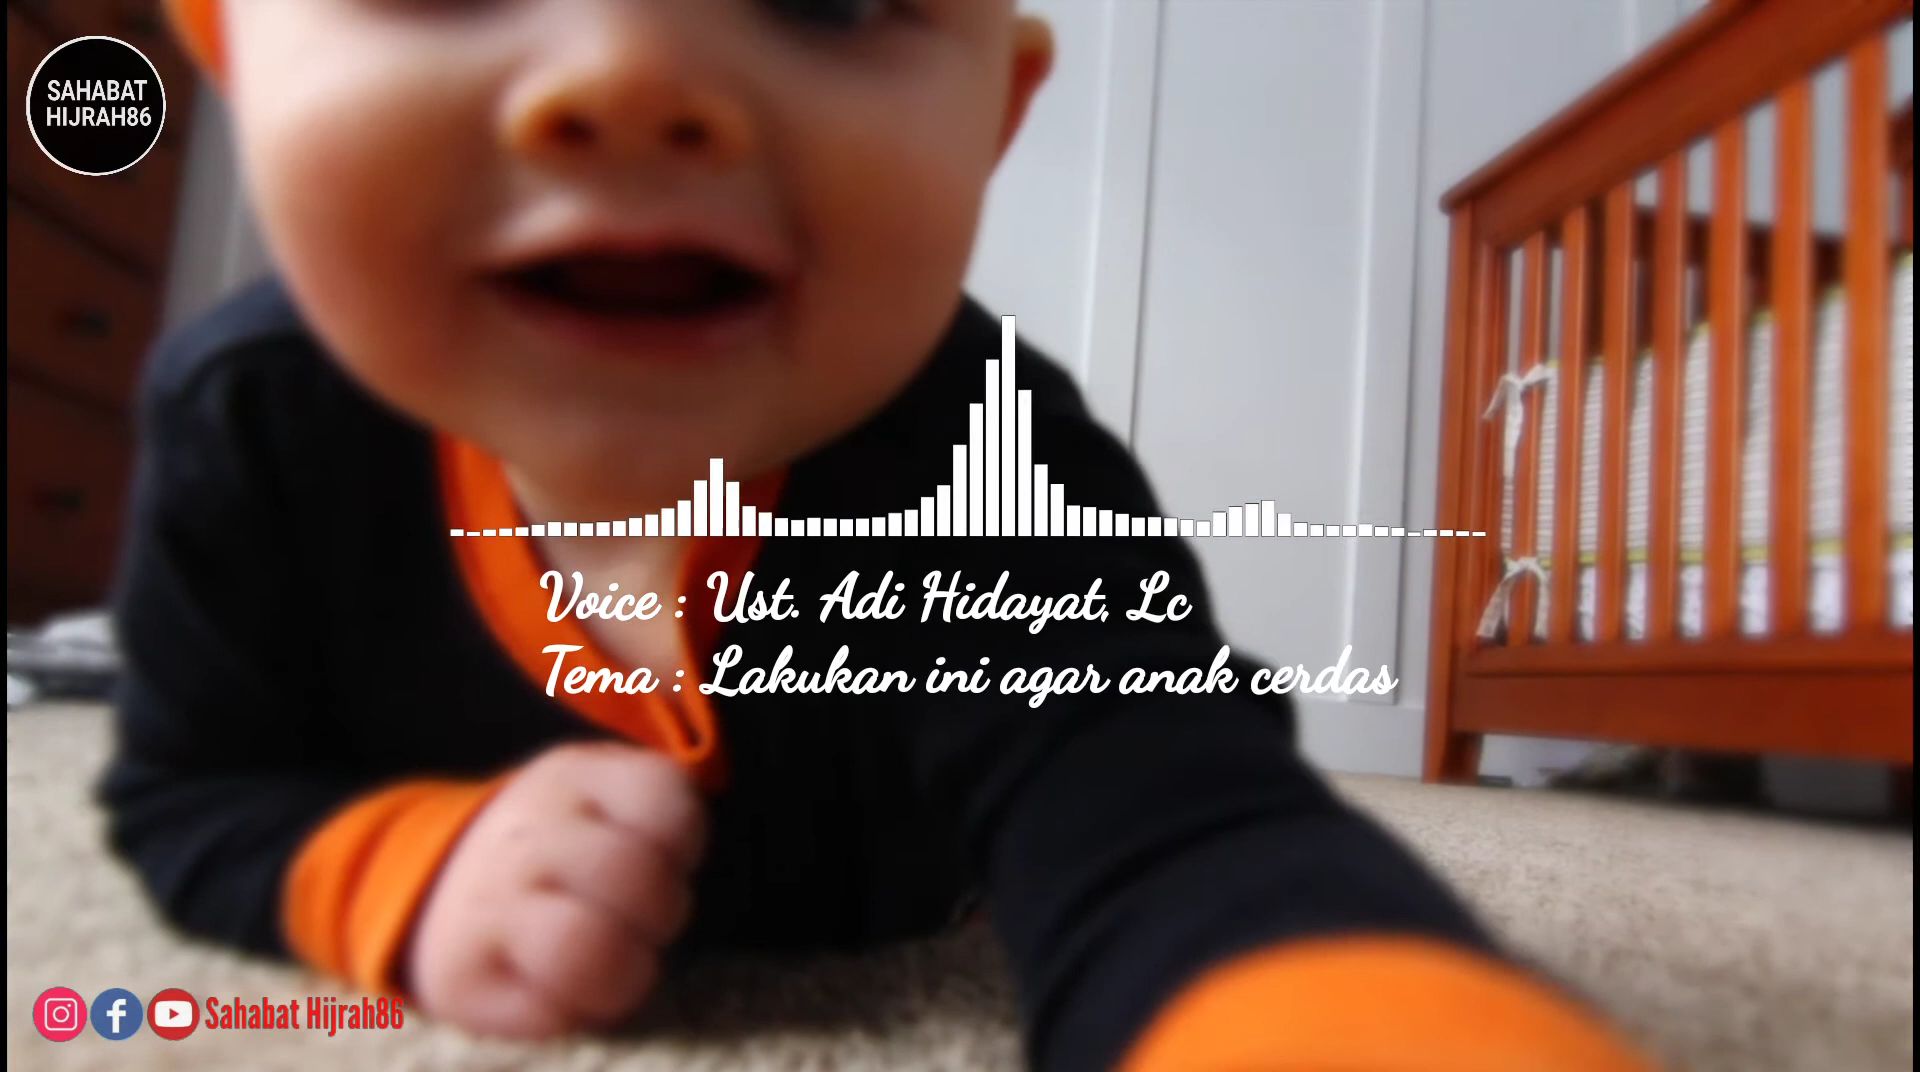 SAHABAT
HIJRAH86
Voice : Ust. Adi Hidayat, Lc
Tema : Lakukan ini agar anak cerdas
Sahabat Hijrah86